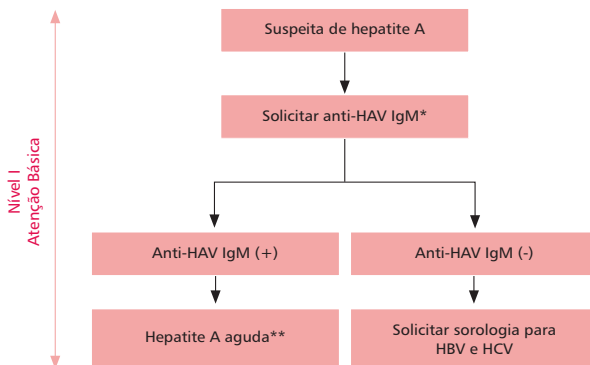 Nível I
Atenção Básica
Suspeita de hepatite A
Solicitar anti-HAV IgM*
Anti-HAV IgM (+)
Anti-HAV IgM (-)
Hepatite A aguda**
Solicitar sorologia para
HBV e HCV